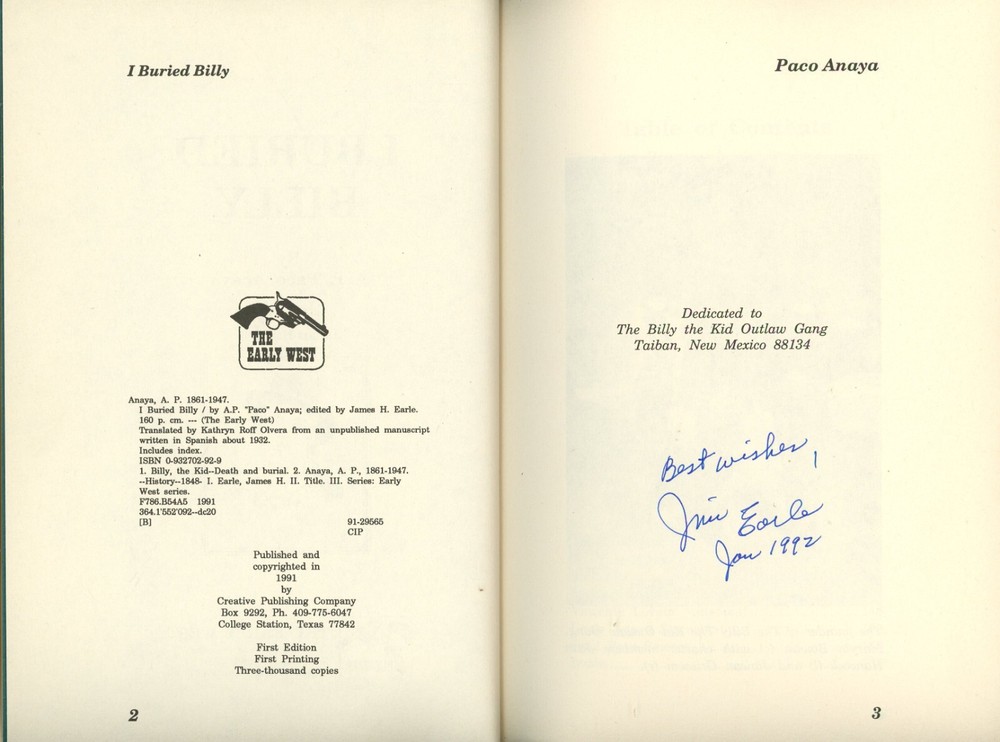 I Buried Billy
THE
EARLY WEST
Anaya, A. P. 1861-1947.
I Buried Billy / by A.P. "Paco" Anaya; edited by James H. Earle.
160 p. cm. -- (The Early West)
Translated by Kathryn Roff Olvera from an unpublished manuscript
written in Spanish about 1932.
Includes index.
ISBN 0-932702-92-9
1. Billy, the Kid--Death and burial. 2. Anaya, A. P., 1861-1947.
--History--1848- I. Earle, James H. II. Title. III. Series: Early
West series.
F786.B54A5 1991
364.1'552'092--dc20
[B] 91-29565
CIP
Published and
copyrighted in
1991
by
Creative Publishing Company
Box 9292, Ph. 409-775-6047
College Station, Texas 77842
First Edition
First Printing
Three-thousand copies
2
Paco Anaya
Dedicated to
The Billy the Kid Outlaw Gang
Taiban, New Mexico 88134
Best wishes,
Jim Earle
Jan 1992
3